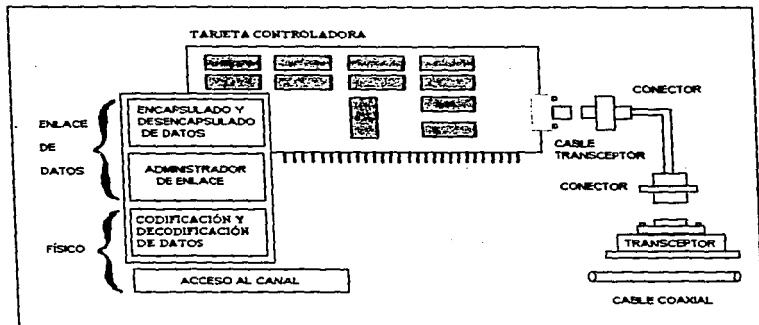 TARJETA CONTROLADORA
ENCAPSULADO Y
DESENCAPSULADO
DE DATOS
ENLACE
DE
DATOS
ADMINISTRADOR
DE ENLACE
CODIFICACIÓN Y
DECODIFICACIÓN
DE DATOS
FÍSICO
ACCESO AL CANAL
CONECTOR
CABLE
TRANSCEPTOR
CONECTOR
TRANSCEPTOR
CABLE COAXIAL